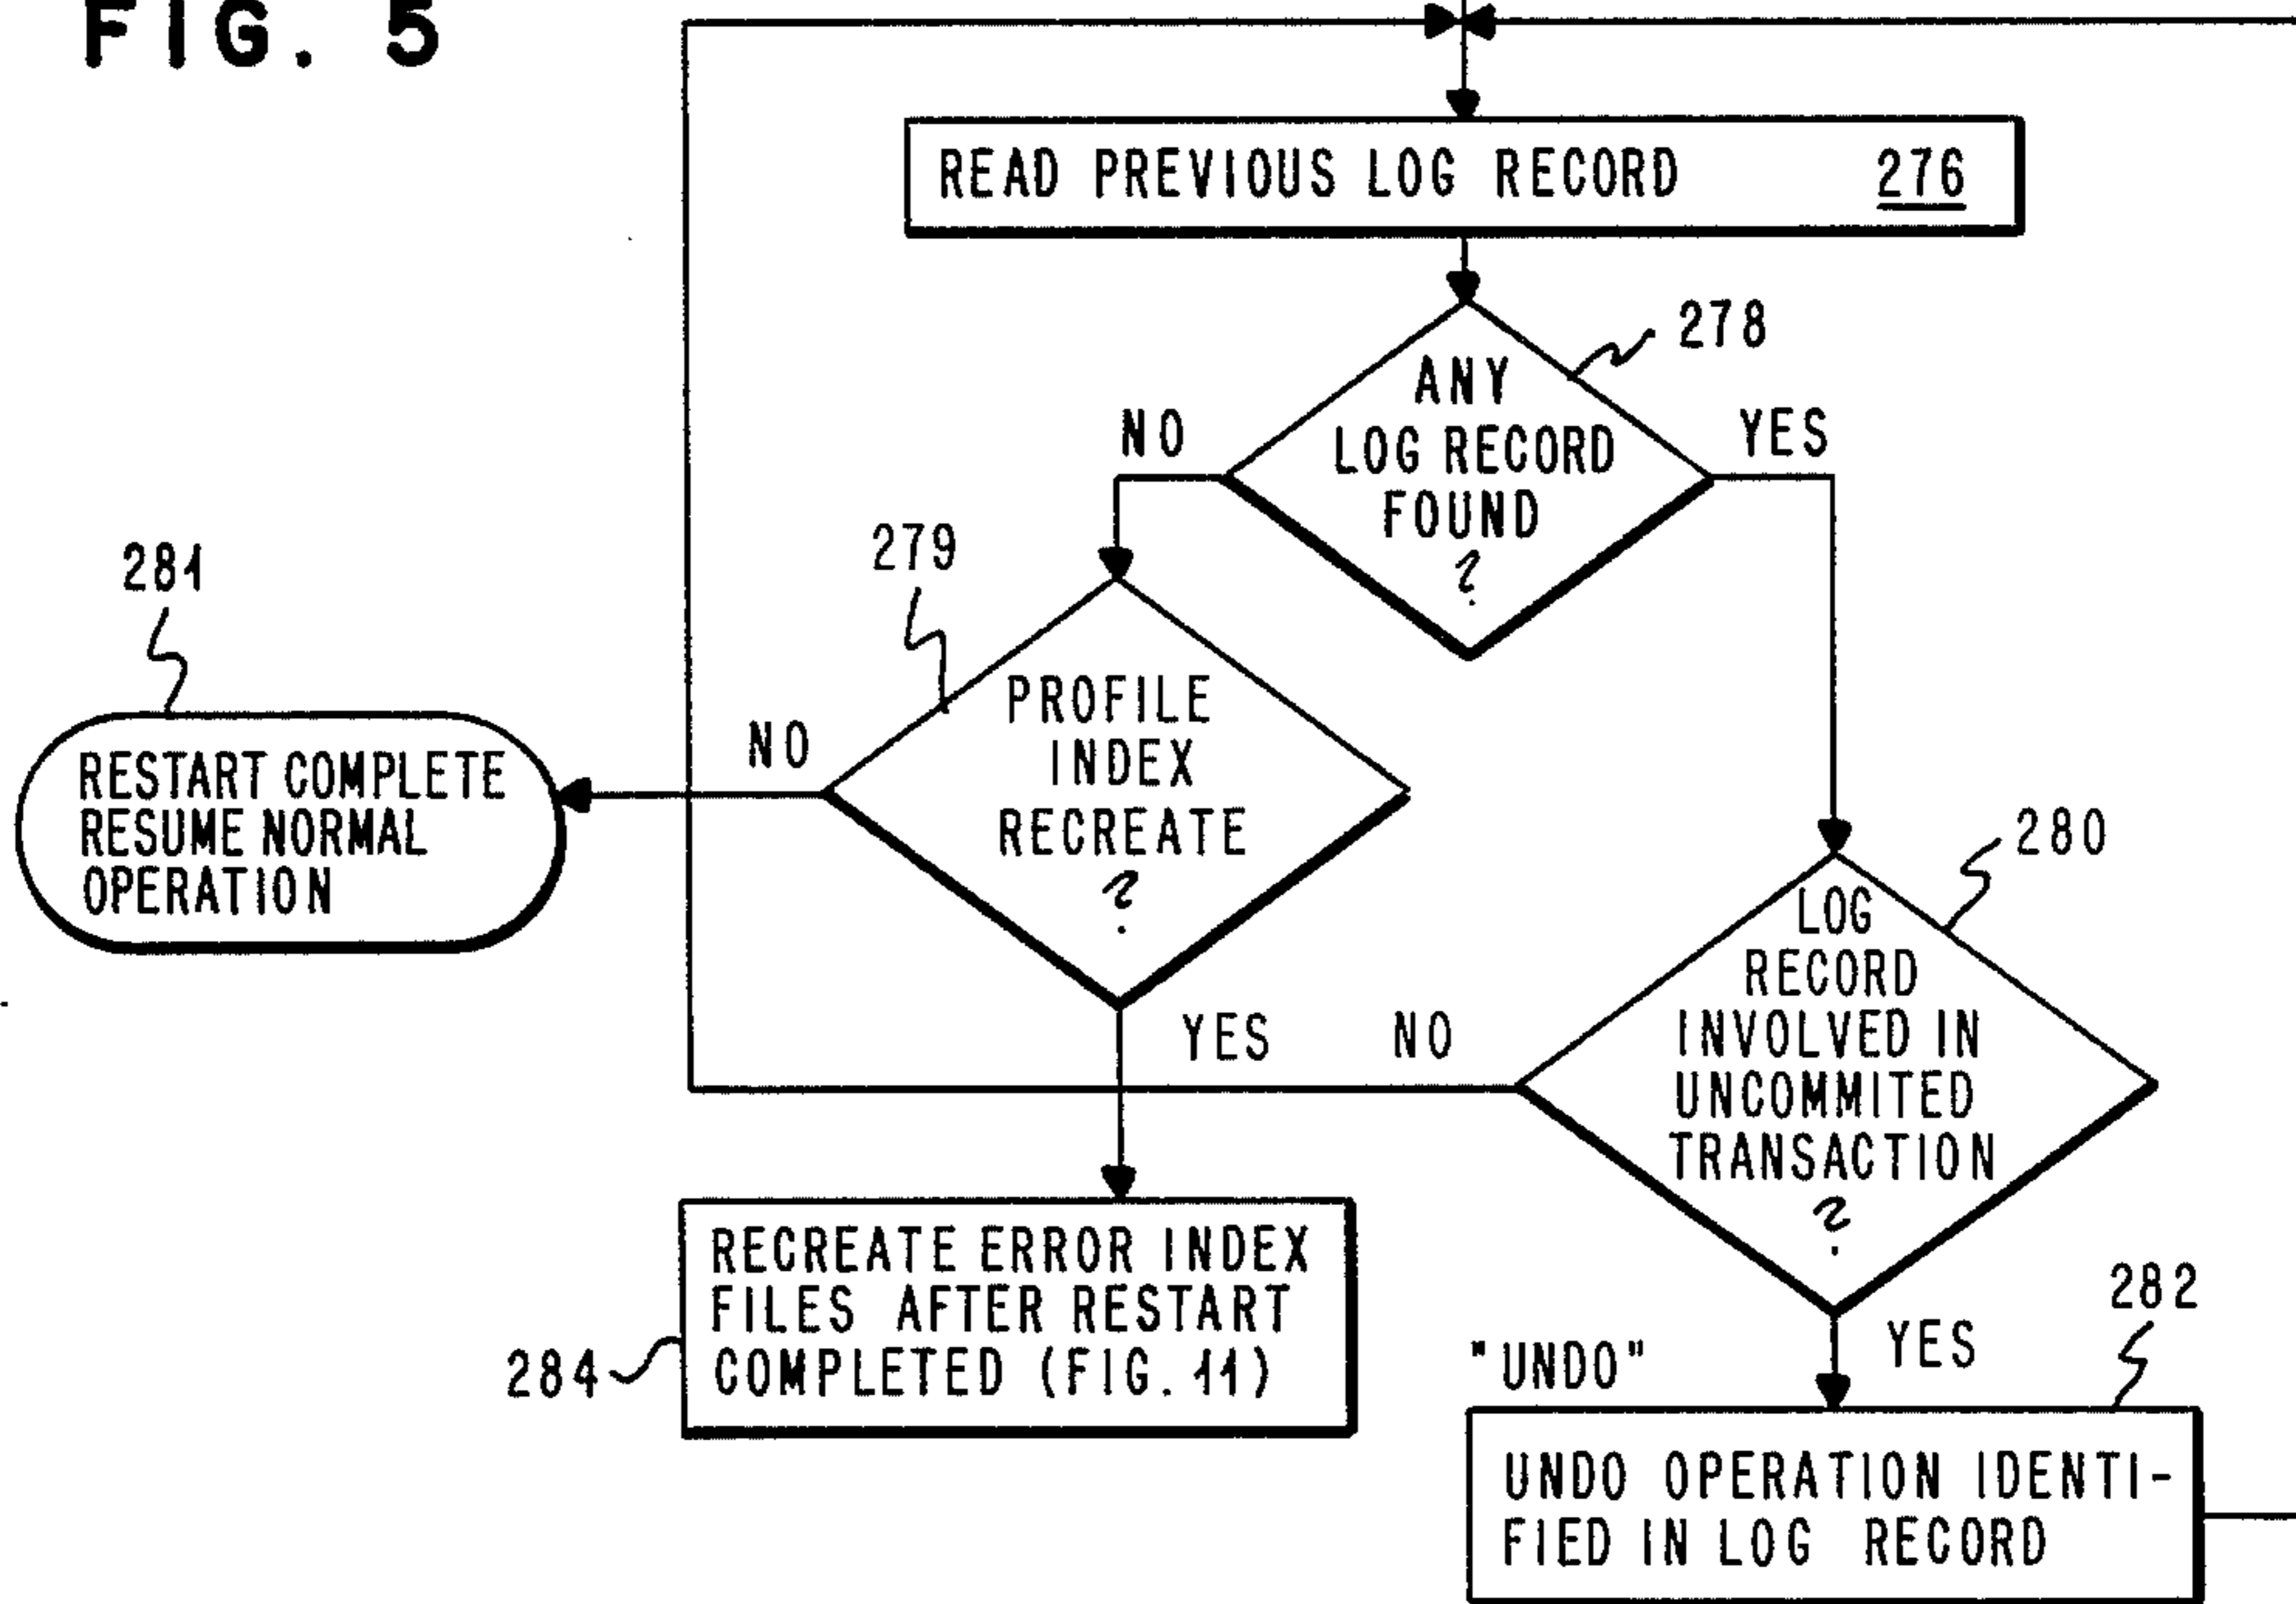 FIG. 5
READ PREVIOUS LOG RECORD 276
278
ANY
LOG RECORD
FOUND
?
NO
YES
279
281
PROFILE
INDEX
RECREATE
?
NO
RESTART COMPLETE
RESUME NORMAL
OPERATION
280
LOG
RECORD
INVOLVED IN
UNCOMMITED
TRANSACTION
?
YES
NO
RECREATE ERROR INDEX
FILES AFTER RESTART
COMPLETED (FIG. 11)
284
282
"UNDO"
YES
UNDO OPERATION IDENTI-
FIED IN LOG RECORD